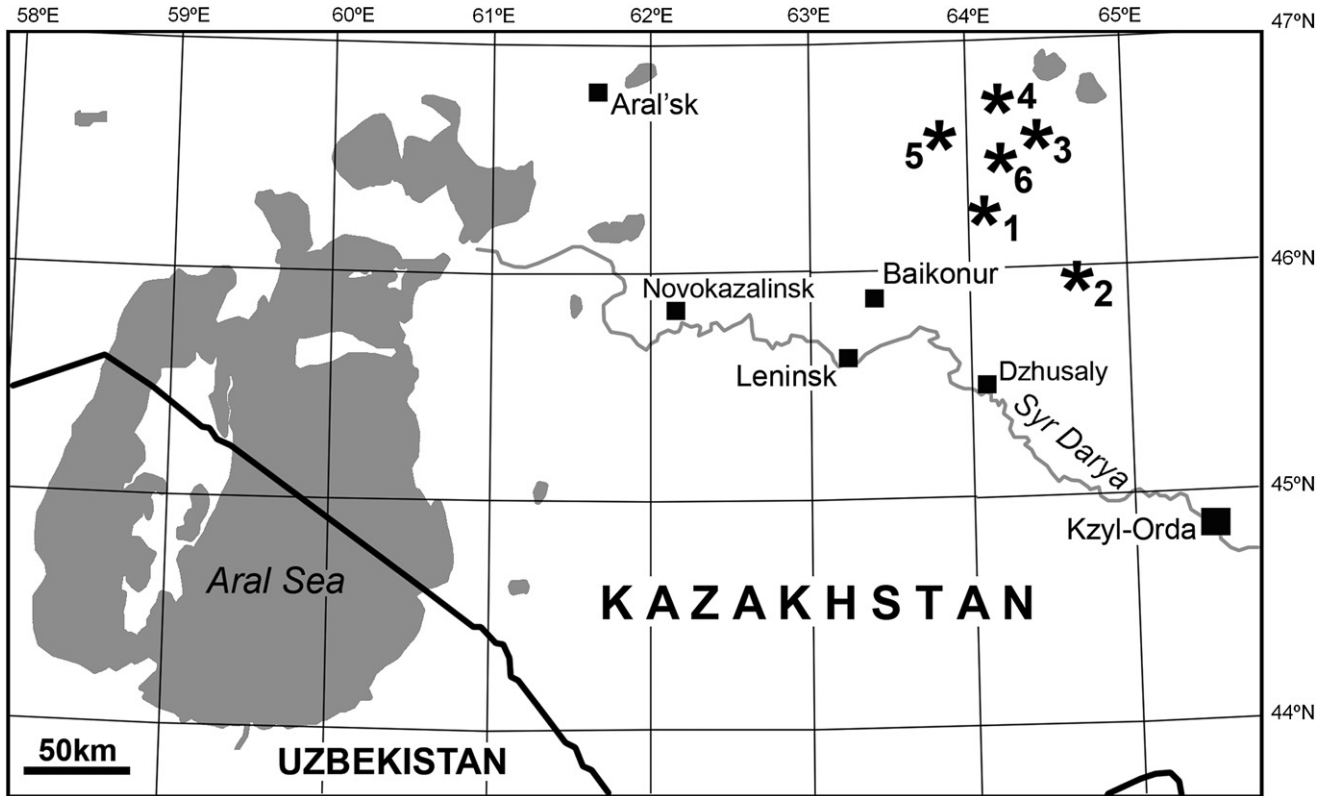 58ºE 59ºE 60ºE 61ºE 62ºE 63ºE 64ºE 65ºE 47ºN
Aral'sk
4
5
3
6
1
46ºN
Baikonur
2
Novokazalinsk
Leninsk
Dzhusaly
Syr Darya
45ºN
Kzyl-Orda
Aral Sea
KAZAKHSTAN
44ºN
50km
UZBEKISTAN